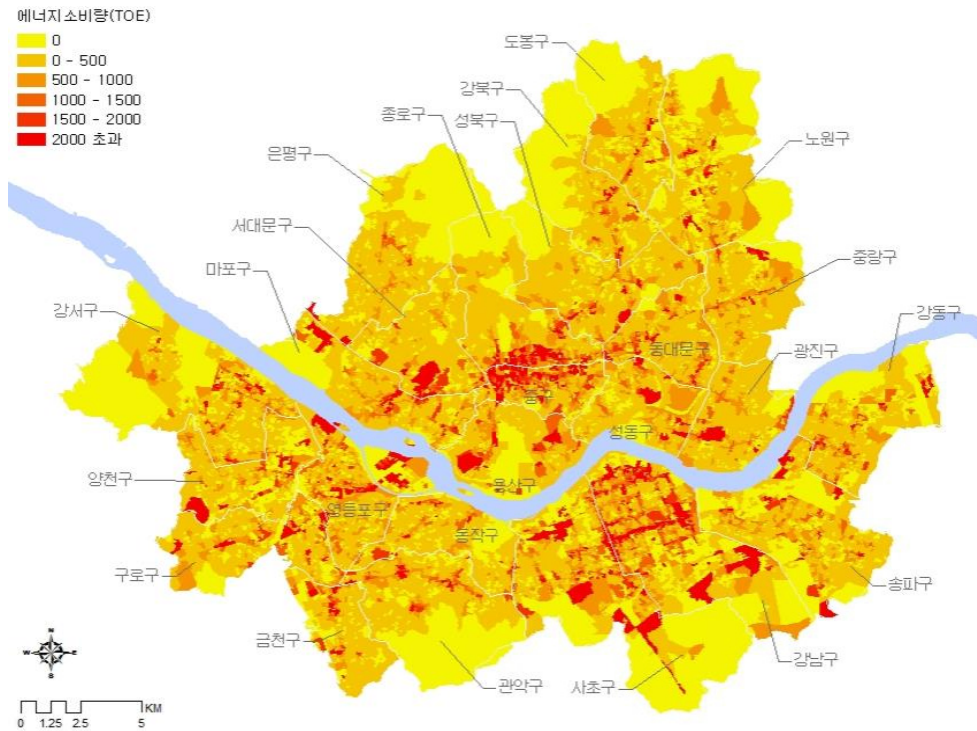 에너지소비량(TOE)
0
0 - 500
500 - 1000
1000 - 1500
1500 - 2000
2000 초과
도봉구
강북구
종로구
성북구
노원구
은평구
서대문구
마포구
중랑구
강서구
강동구
동대문구
광진구
중구
성동구
양천구
용산구
영등포구
동작구
구로구
송파구
금천구
강남구
관악구
사초구
N
W
E
S
KM
0 1.25 2.5 5